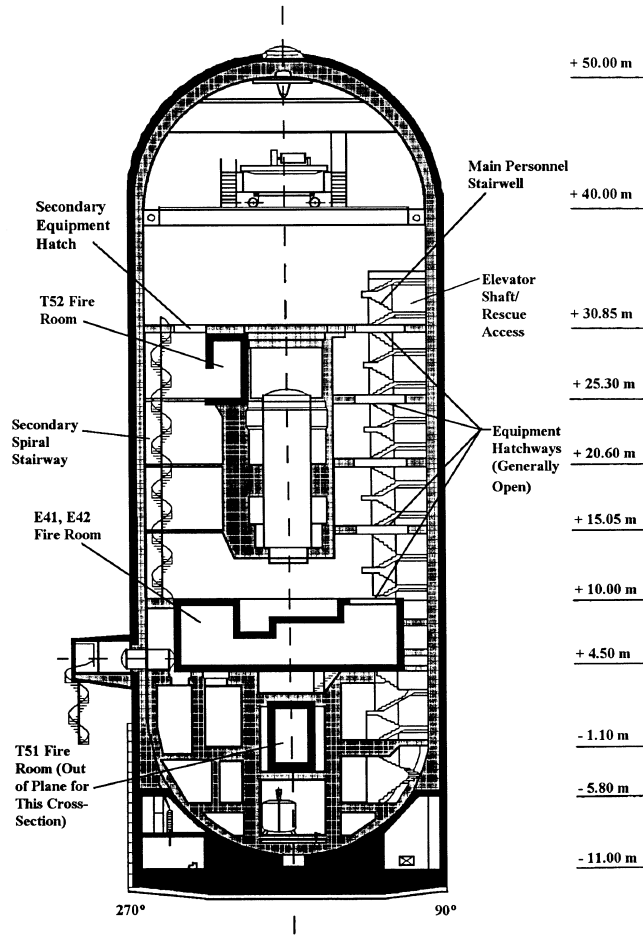 + 50.00 m
Main Personnel
Stairwell
+ 40.00 m
Secondary
Equipment
Hatch
Elevator
Shaft/
Rescue
Access
T52 Fire
Room
+ 30.85 m
+ 25.30 m
Secondary
Spiral
Stairway
Equipment
Hatchways
(Generally
Open)
+ 20.60 m
E41, E42
Fire Room
+ 15.05 m
+ 10.00 m
+ 4.50 m
T51 Fire
Room (Out
of Plane for
This Cross-
Section)
- 1.10 m
- 5.80 m
- 11.00 m
270°
90°